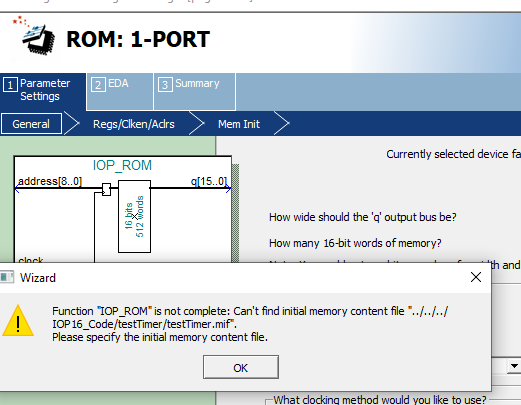 ROM: 1-PORT
1 Parameter Settings
2 EDA
3 Summary
General
Regs/Clken/Aclrs
Mem Init
IOP_ROM
address[8..0]
q[15..0]
16 bits
512 words
clock
Currently selected device fa
How wide should the 'q' output bus be?
How many 16-bit words of memory?
Wizard
Function "IOP_ROM" is not complete: Can't find initial memory content file "../../../
IOP16_Code/testTimer/testTimer.mif".
Please specify the initial memory content file.
OK
What clocking method would you like to use?